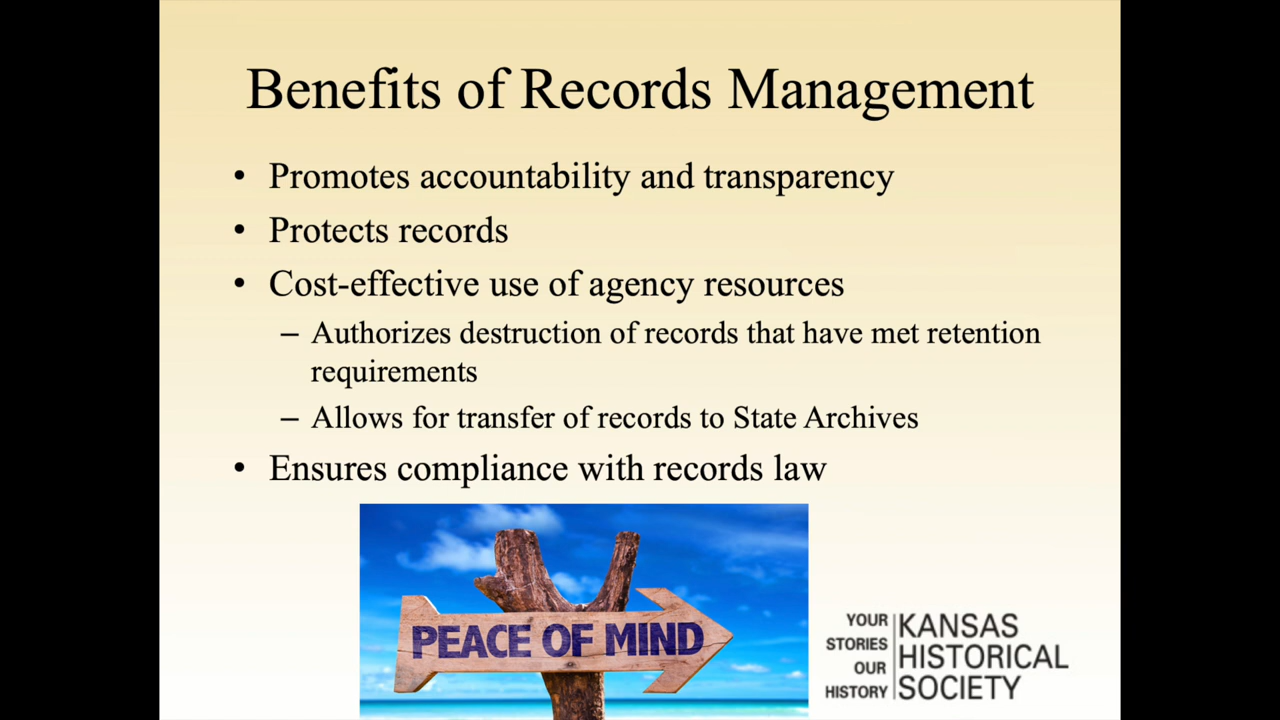 Benefits of Records Management
• Promotes accountability and transparency
• Protects records
• Cost-effective use of agency resources
– Authorizes destruction of records that have met retention
requirements
– Allows for transfer of records to State Archives
• Ensures compliance with records law
PEACE OF MIND
YOUR
STORIES
OUR
HISTORY
KANSAS
HISTORICAL
SOCIETY